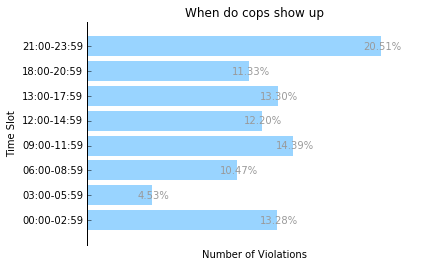 When do cops show up
Time Slot
21:00-23:59 20.51%
18:00-20:59 11.33%
13:00-17:59 13.30%
12:00-14:59 12.20%
09:00-11:59 14.39%
06:00-08:59 10.47%
03:00-05:59 4.53%
00:00-02:59 13.28%
Number of Violations